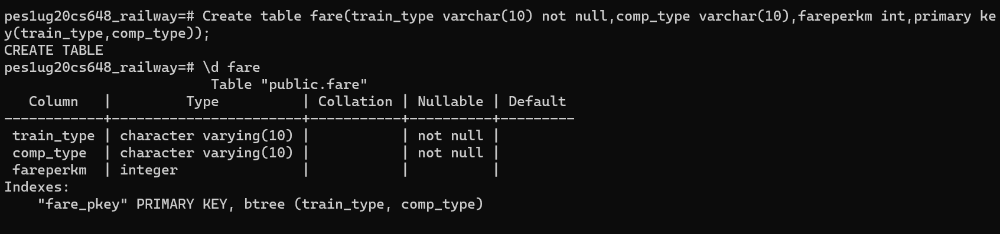 pes1ug20cs648_railway=# Create table fare(train_type varchar(10) not null,comp_type varchar(10),fareperkm int,primary ke
y(train_type,comp_type));
CREATE TABLE
pes1ug20cs648_railway=# \d fare
                         Table "public.fare"
   Column   |         Type          | Collation | Nullable | Default
------------+-----------------------+-----------+----------+---------
 train_type | character varying(10) |           | not null |
 comp_type  | character varying(10) |           | not null |
 fareperkm  | integer               |           |          |
Indexes:
    "fare_pkey" PRIMARY KEY, btree (train_type, comp_type)